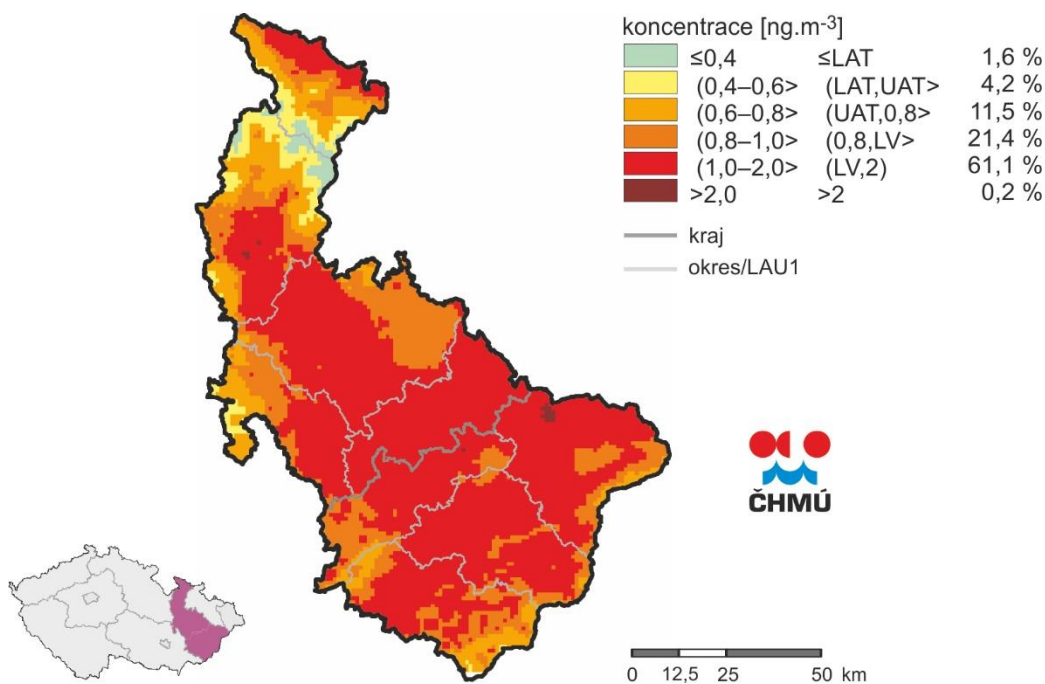 koncentrace [ng.m-3]
≤0,4 ≤LAT 1,6 %
(0,4–0,6> (LAT,UAT> 4,2 %
(0,6–0,8> (UAT,0,8> 11,5 %
(0,8–1,0> (0,8,LV> 21,4 %
(1,0–2,0> (LV,2) 61,1 %
>2,0 >2 0,2 %
kraj
okres/LAU1
ČHMÚ
0 12,5 25 50 km